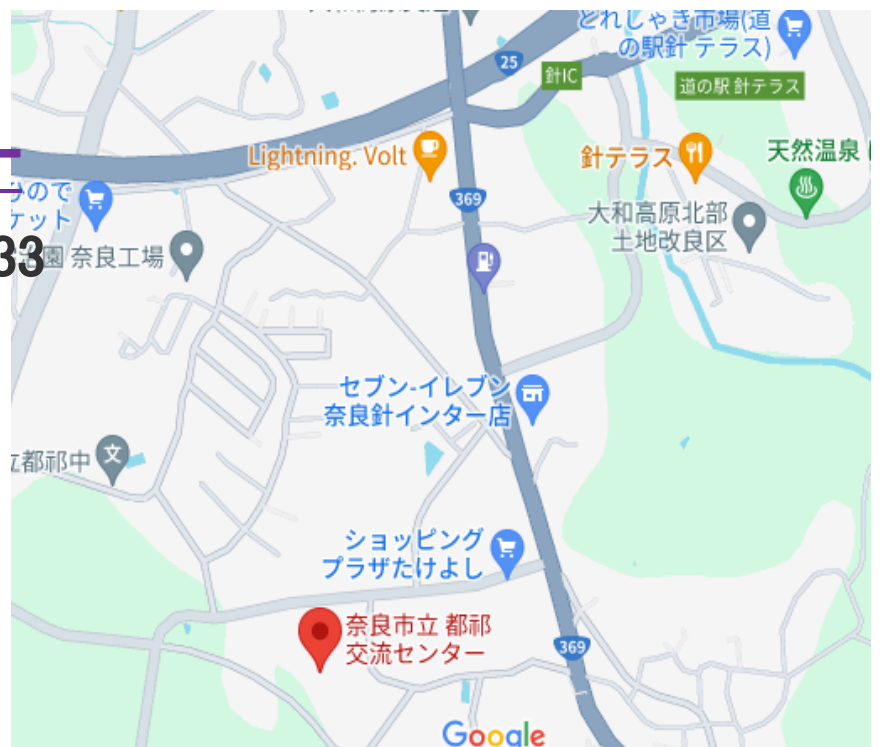 どれしゃき市場(道
の駅針テラス)
25
針IC
道の駅 針テラス
Lightning. Volt
針テラス
天然温泉
ひので
ケット
369
大和高原北部
土地改良区
33
園 奈良工場
セブン-イレブン
奈良針インター店
立都祁中
文
ショッピング
プラザたけよし
奈良市立 都祁
交流センター
369
Google